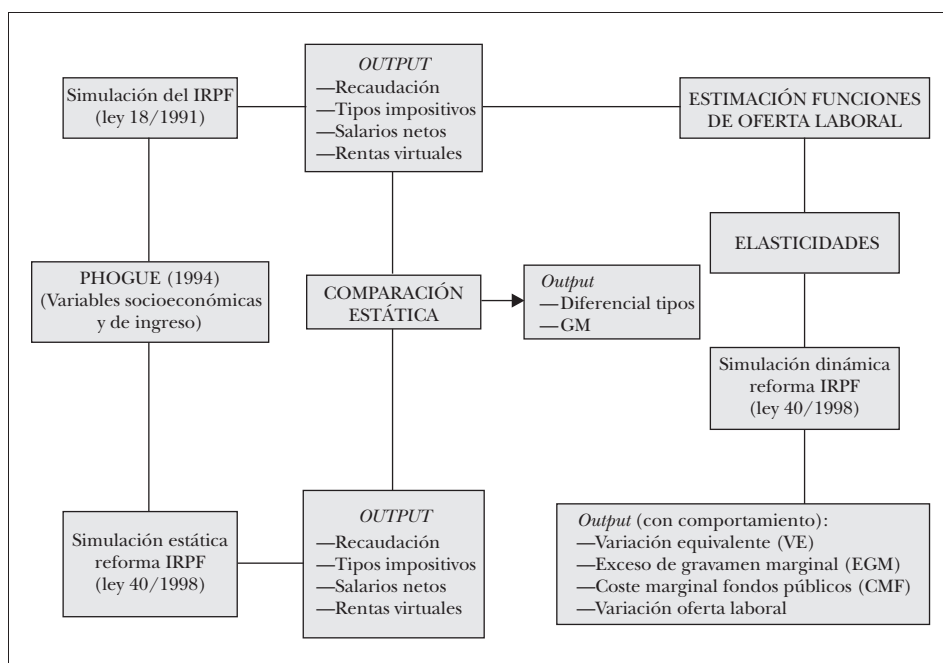 Simulación del IRPF
(ley 18/1991)
OUTPUT
—Recaudación
—Tipos impositivos
—Salarios netos
—Rentas virtuales
ESTIMACIÓN FUNCIONES
DE OFERTA LABORAL
ELASTICIDADES
PHOGUE (1994)
(Variables socioeconómicas
y de ingreso)
COMPARACIÓN
ESTÁTICA
Output
—Diferencial tipos
—GM
Simulación dinámica
reforma IRPF
(ley 40/1998)
Simulación estática
reforma IRPF
(ley 40/1998)
OUTPUT
—Recaudación
—Tipos impositivos
—Salarios netos
—Rentas virtuales
Output (con comportamiento):
—Variación equivalente (VE)
—Exceso de gravamen marginal (EGM)
—Coste marginal fondos públicos (CMF)
—Variación oferta laboral